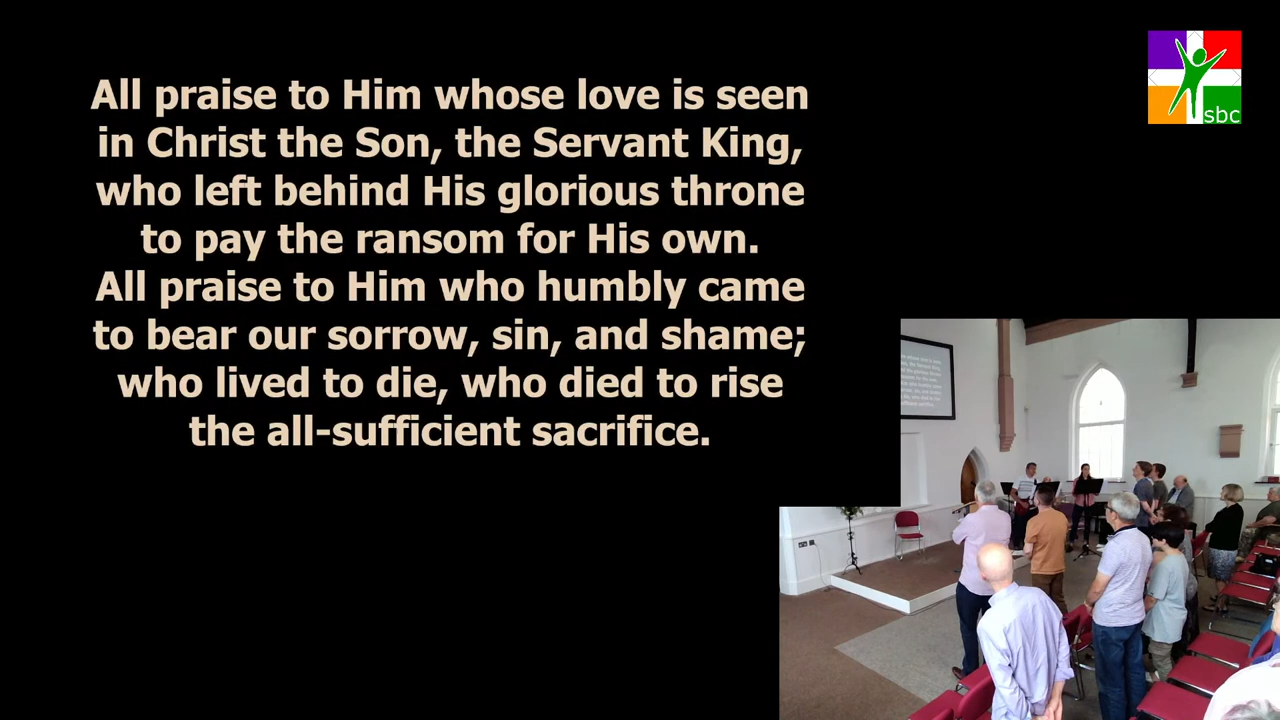 All praise to Him whose love is seen
in Christ the Son, the Servant King,
who left behind His glorious throne
to pay the ransom for His own.
All praise to Him who humbly came
to bear our sorrow, sin, and shame;
who lived to die, who died to rise
the all-sufficient sacrifice.
sbc